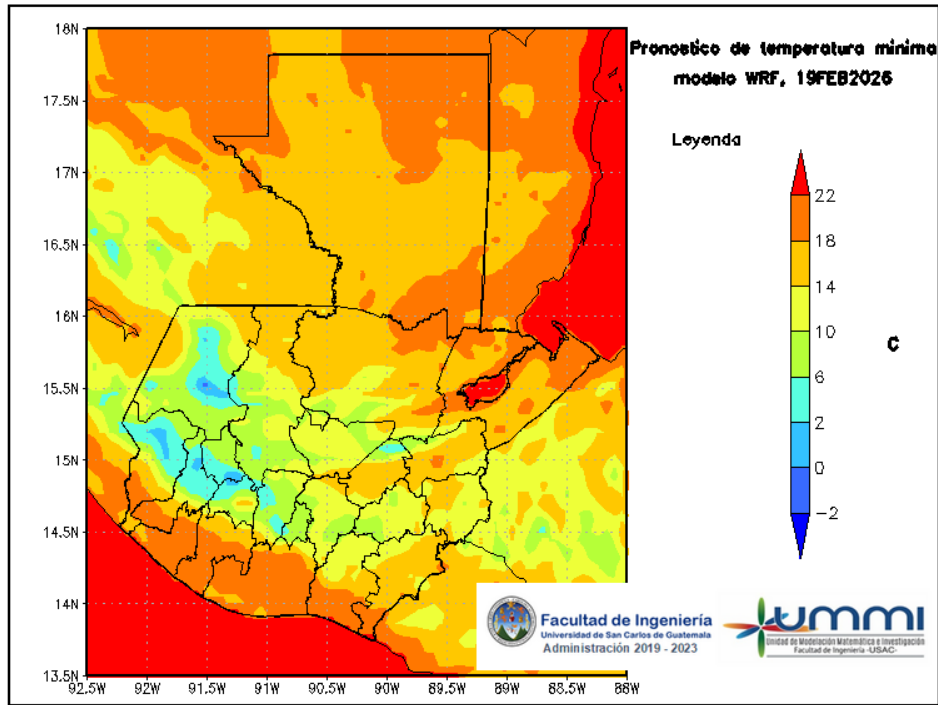 Pronostico de temperatura minima
modelo WRF, 19FEB2026
Leyenda
22
18
14
10
6
2
0
-2
C
18N
17.5N
17N
16.5N
16N
15.5N
15N
14.5N
14N
13.5N
92.5W
92W
91.5W
91W
90.5W
90W
89.5W
89W
88.5W
88W
Facultad de Ingeniería
Universidad de San Carlos de Guatemala
Administración 2019 - 2023
UMMI
Unidad de Modelación Matemática e Investigación
Facultad de Ingeniería -USAC-